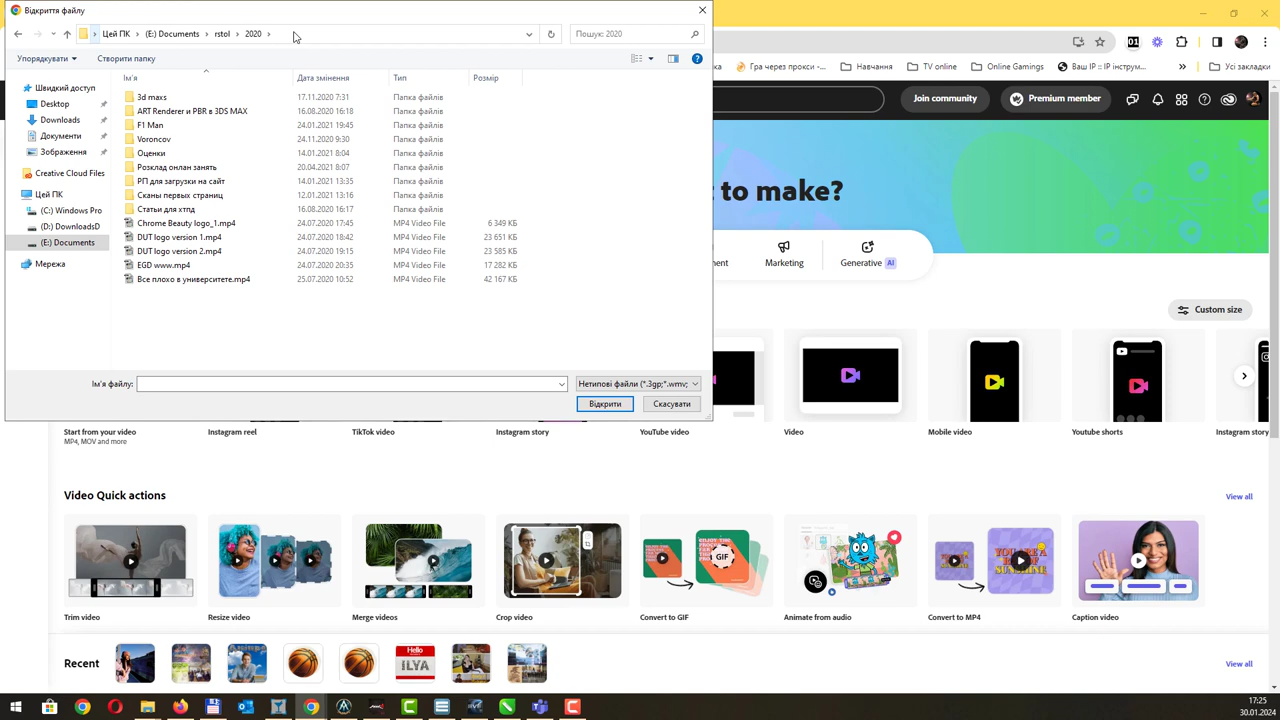 Відкриття файлу
Цей ПК › (E:) Documents › rstol › 2020 ›
Пошук: 2020
Упорядкувати
Створити папку
Ім'я Дата змінення Тип Розмір
Швидкий доступ
Desktop
Downloads
Документи
Зображення
Creative Cloud Files
Цей ПК
(C:) Windows Pro
(D:) DownloadsD
(E:) Documents
Мережа
3d maxs 17.11.2020 7:31 Папка файлів
ART Renderer и PBR в 3DS MAX 16.08.2020 16:18 Папка файлів
F1 Man 24.01.2021 19:45 Папка файлів
Voroncov 24.11.2020 9:30 Папка файлів
Оценки 14.01.2021 8:04 Папка файлів
Розклад онлан занять 20.04.2021 8:07 Папка файлів
РП для загрузки на сайт 14.01.2021 13:35 Папка файлів
Сканы первых страниц 12.01.2021 13:16 Папка файлів
Статьи для хтпд 16.08.2020 16:17 Папка файлів
Chrome Beauty logo_1.mp4 24.07.2020 17:45 MP4 Video File 6 349 КБ
DUT logo version 1.mp4 24.07.2020 18:42 MP4 Video File 23 651 КБ
DUT logo version 2.mp4 24.07.2020 19:15 MP4 Video File 23 585 КБ
EGD www.mp4 24.07.2020 20:35 MP4 Video File 17 282 КБ
Все плохо в университете.mp4 25.07.2020 10:52 MP4 Video File 42 167 КБ
Ім'я файлу:
Нетипові файли (*.3gp;*.wmv;
Відкрити
Скасувати
01
Гра через прокси -...
Навчання
TV online
Online Gamings
Ваш IP :: IP інструм...
»
Усі закладки
Join community
Premium member
to make?
Marketing
Generative AI
Custom size
Start from your video
MP4, MOV and more
Instagram reel
TikTok video
Instagram story
YouTube video
Video
Mobile video
Youtube shorts
Instagram story
Video Quick actions
View all
GIF
YOU ARE A
SUNSHINE
Trim video
Resize video
Merge videos
Crop video
Convert to GIF
Animate from audio
Convert to MP4
Caption video
Recent
Hello
ILYA
View all
17:25
30.01.2024